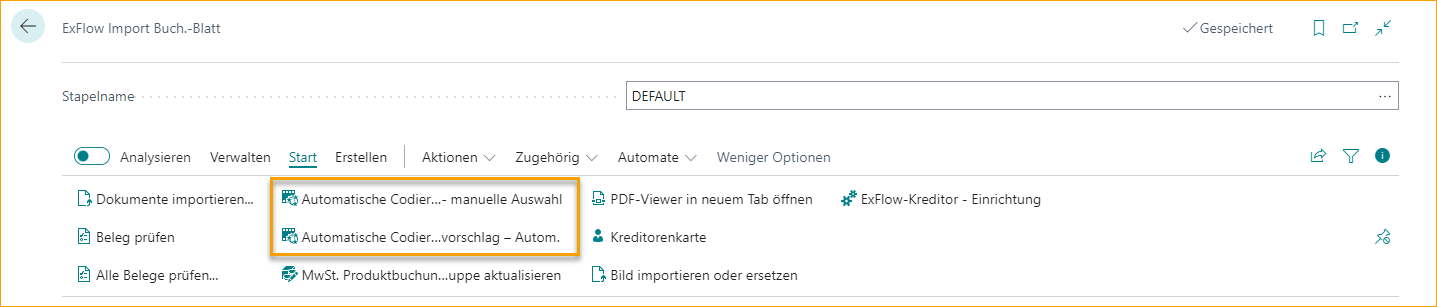 ExFlow Import Buch.-Blatt
Gespeichert
Stapelname
DEFAULT
...
Analysieren Verwalten Start Erstellen Aktionen Zugehörig Automate Weniger Optionen
Dokumente importieren... Automatische Codier...- manuelle Auswahl PDF-Viewer in neuem Tab öffnen ExFlow-Kreditor - Einrichtung
Beleg prüfen Automatische Codier...vorschlag – Autom. Kreditorenkarte
Alle Belege prüfen... MwSt. Produktbuchun...uppe aktualisieren Bild importieren oder ersetzen